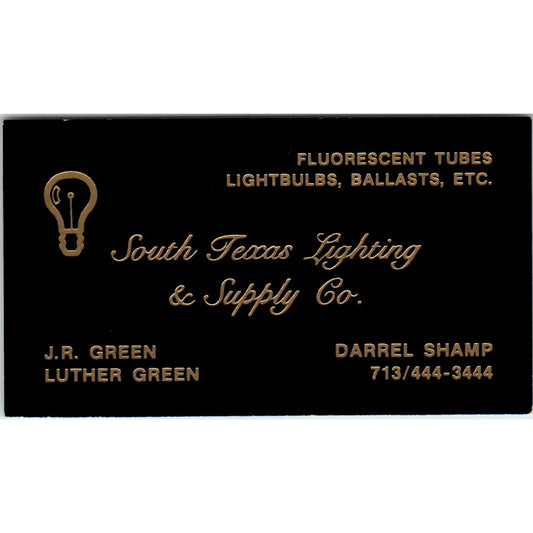 FLUORESCENT TUBES
LIGHTBULBS, BALLASTS, ETC.
South Texas Lighting
& Supply Co.
J.R. GREEN
LUTHER GREEN
DARREL SHAMP
713/444-3444